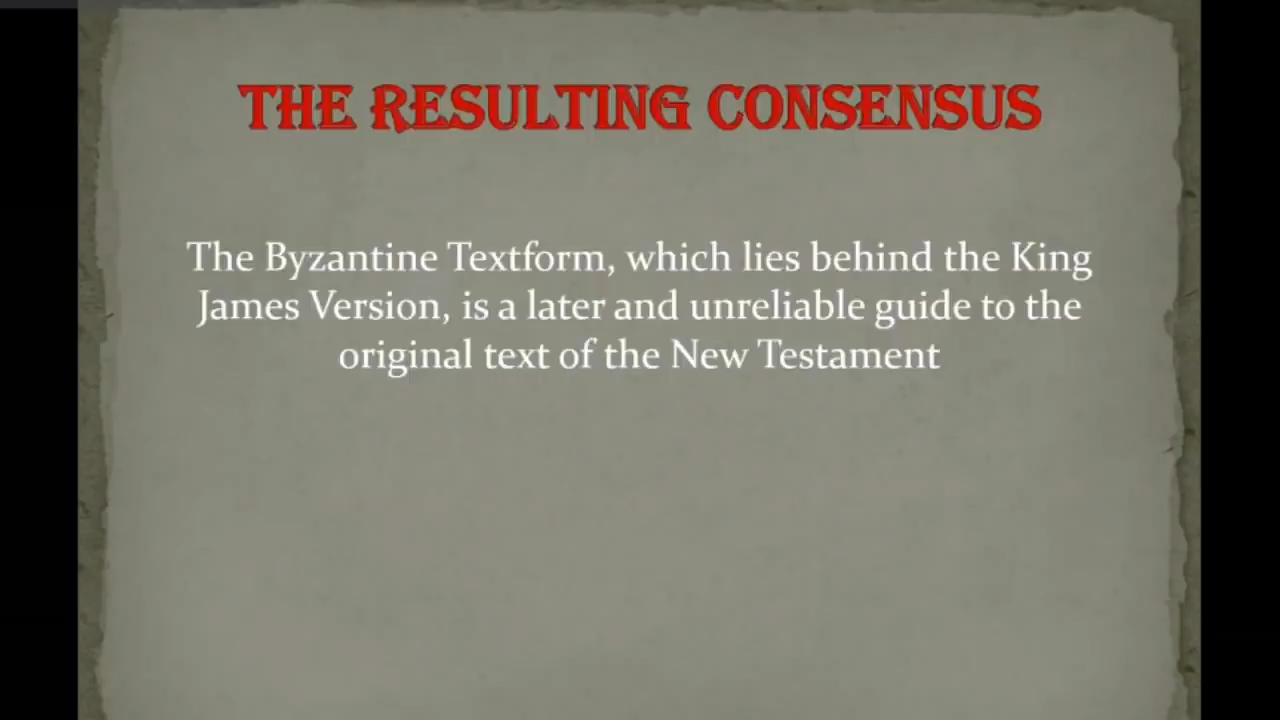 THE RESULTING CONSENSUS
The Byzantine Textform, which lies behind the King
James Version, is a later and unreliable guide to the
original text of the New Testament